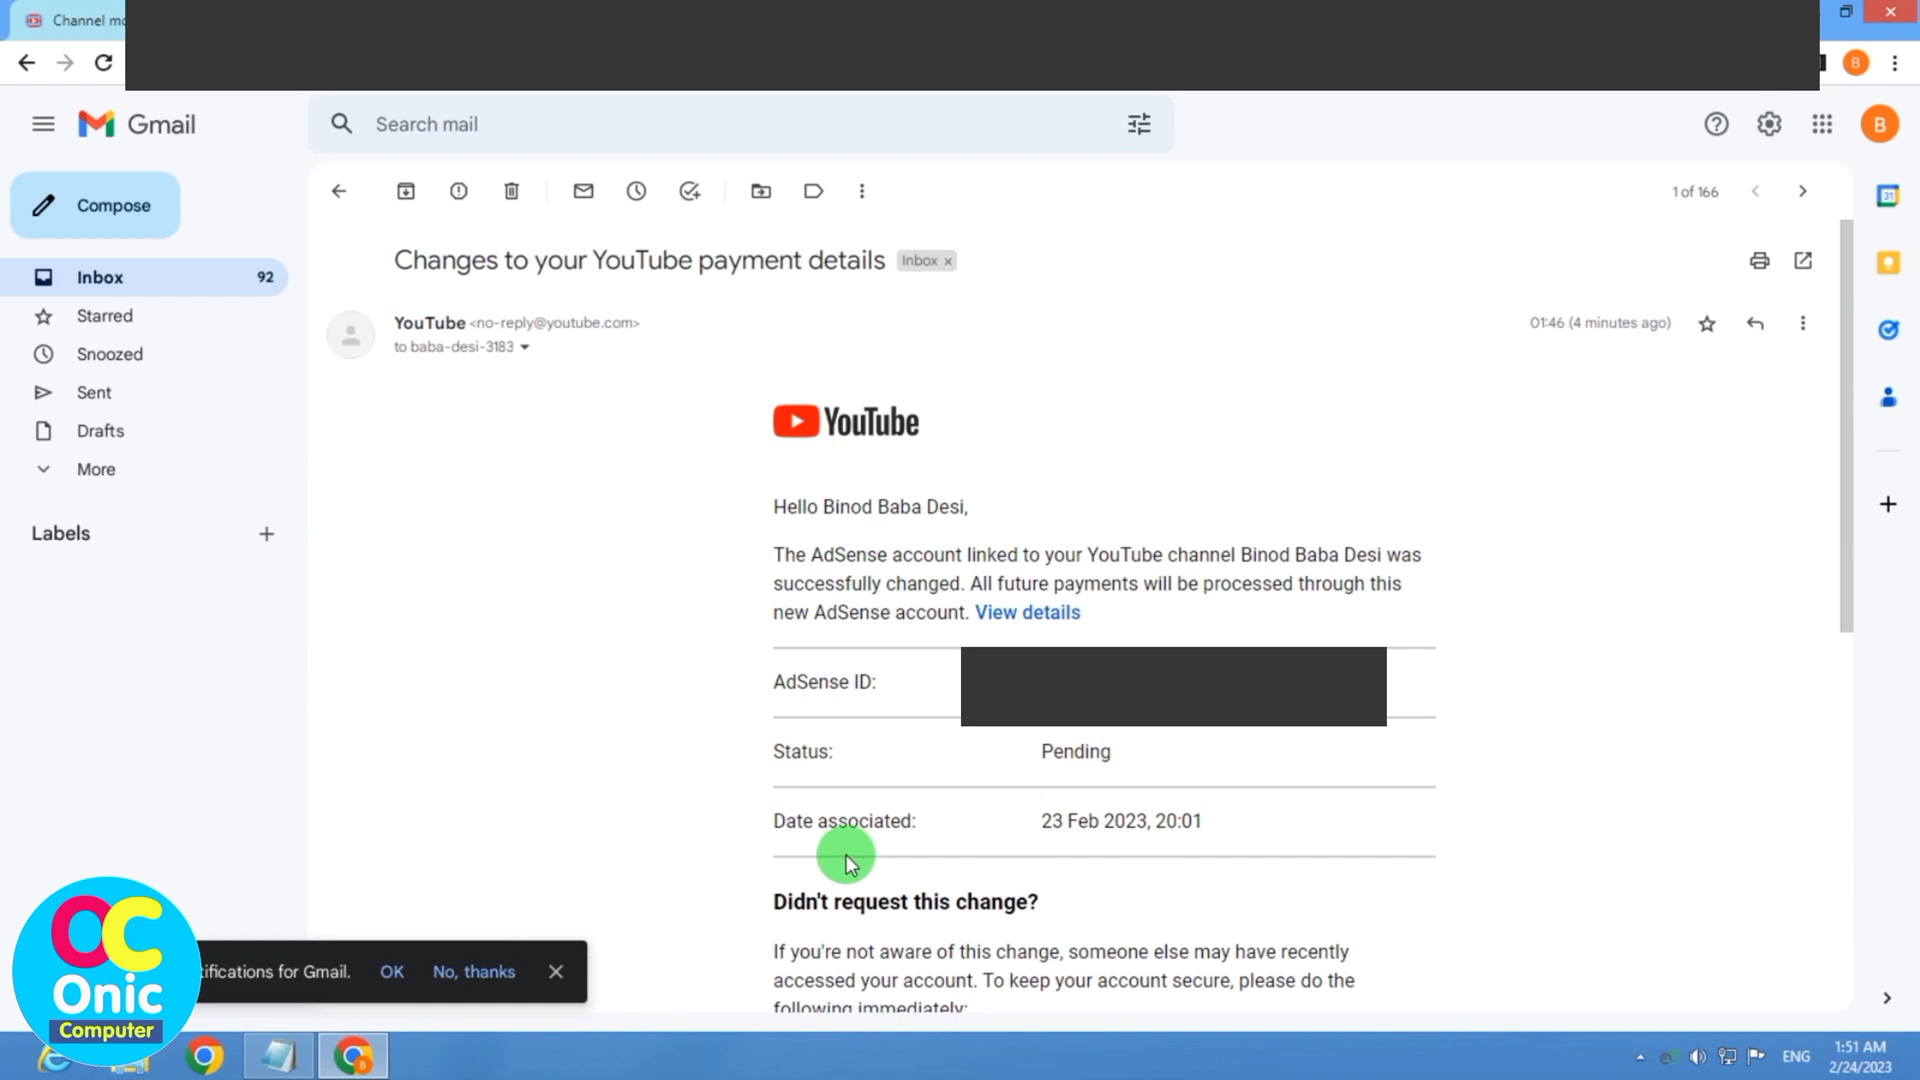 Channel mo
B
Gmail
Search mail
B
Compose
1 of 166
31
Inbox 92
Changes to your YouTube payment details Inbox ×
Starred
YouTube <no-reply@youtube.com>
01:46 (4 minutes ago)
to baba-desi-3183
Snoozed
Sent
Drafts
More
YouTube
Labels
Hello Binod Baba Desi,
The AdSense account linked to your YouTube channel Binod Baba Desi was
successfully changed. All future payments will be processed through this
new AdSense account. View details
AdSense ID:
Status: Pending
Date associated: 23 Feb 2023, 20:01
Didn't request this change?
If you're not aware of this change, someone else may have recently
accessed your account. To keep your account secure, please do the
following immediately:
tifications for Gmail. OK No, thanks
OC
Onic
Computer
B
ENG
1:51 AM
2/24/2023